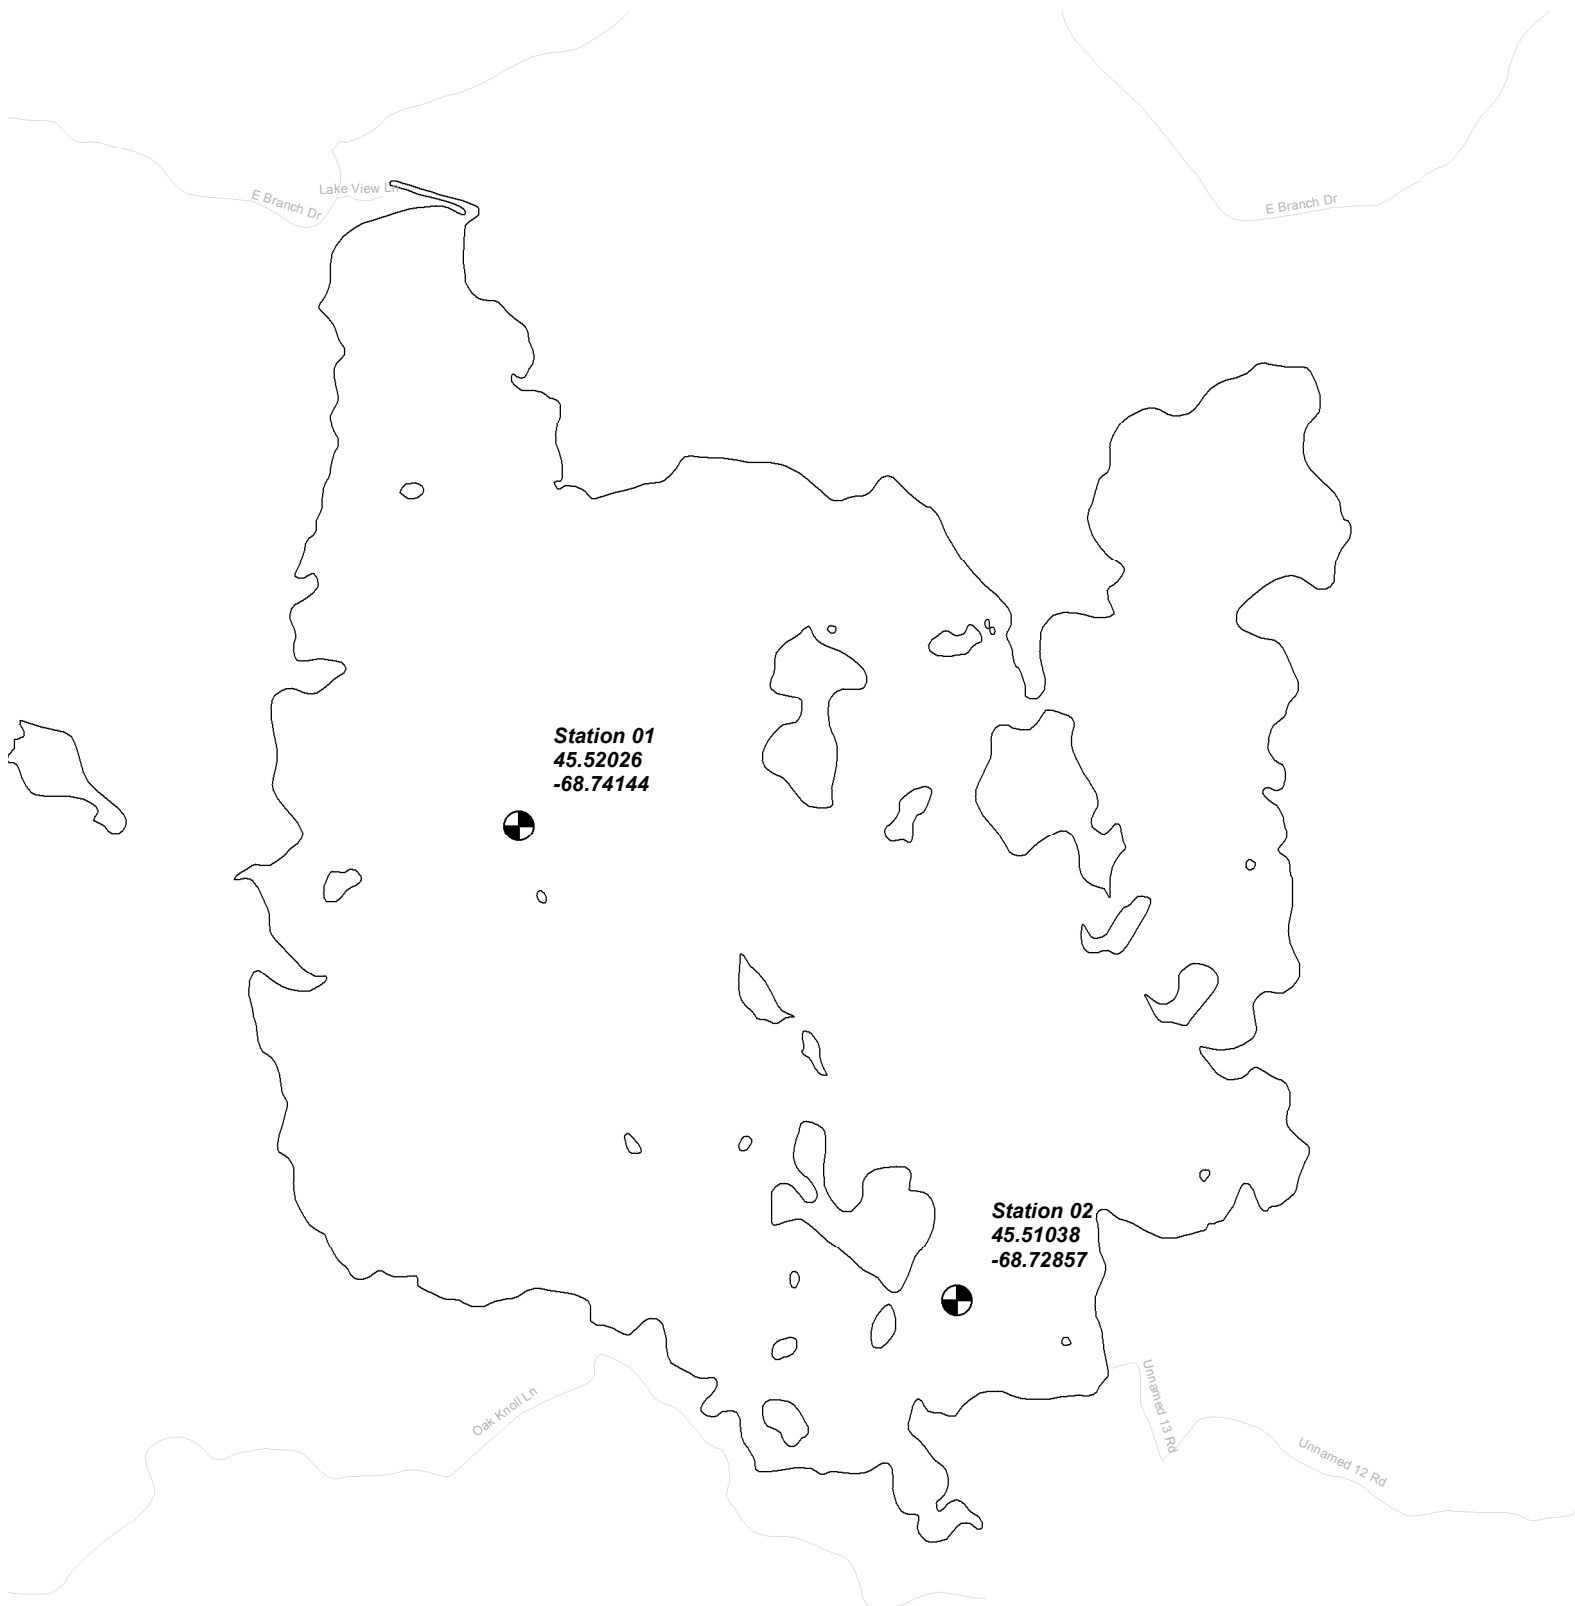 Lake View Ln
E Branch Dr
E Branch Dr
Station 01
45.52026
-68.74144
Station 02
45.51038
-68.72857
Oak Knoll Ln
Unnamed 13 Rd
Unnamed 12 Rd